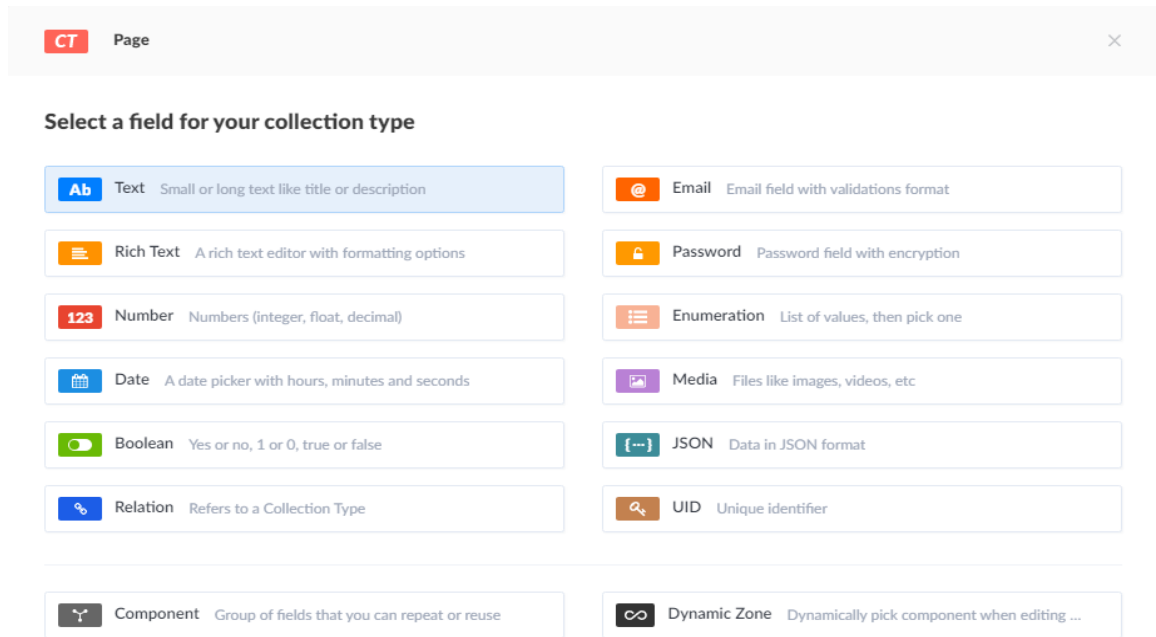 CT Page
Select a field for your collection type
Ab Text Small or long text like title or description
@ Email Email field with validations format
Rich Text A rich text editor with formatting options
Password Password field with encryption
123 Number Numbers (integer, float, decimal)
Enumeration List of values, then pick one
Date A date picker with hours, minutes and seconds
Media Files like images, videos, etc
Boolean Yes or no, 1 or 0, true or false
{---} JSON Data in JSON format
Relation Refers to a Collection Type
UID Unique identifier
Component Group of fields that you can repeat or reuse
Dynamic Zone Dynamically pick component when editing ...